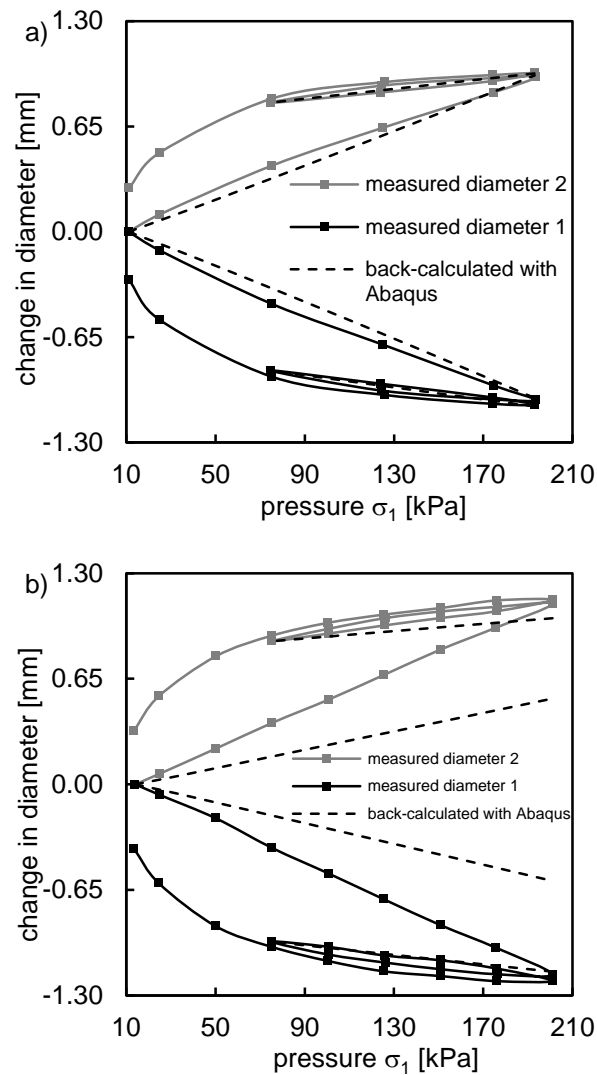 a)
1.30
0.65
0.00
-0.65
-1.30
change in diameter [mm]
measured diameter 2
measured diameter 1
back-calculated with
Abaqus
10 50 90 130 170 210
pressure σ1 [kPa]
b)
1.30
0.65
0.00
-0.65
-1.30
change in diameter [mm]
measured diameter 2
measured diameter 1
back-calculated with Abaqus
10 50 90 130 170 210
pressure σ1 [kPa]